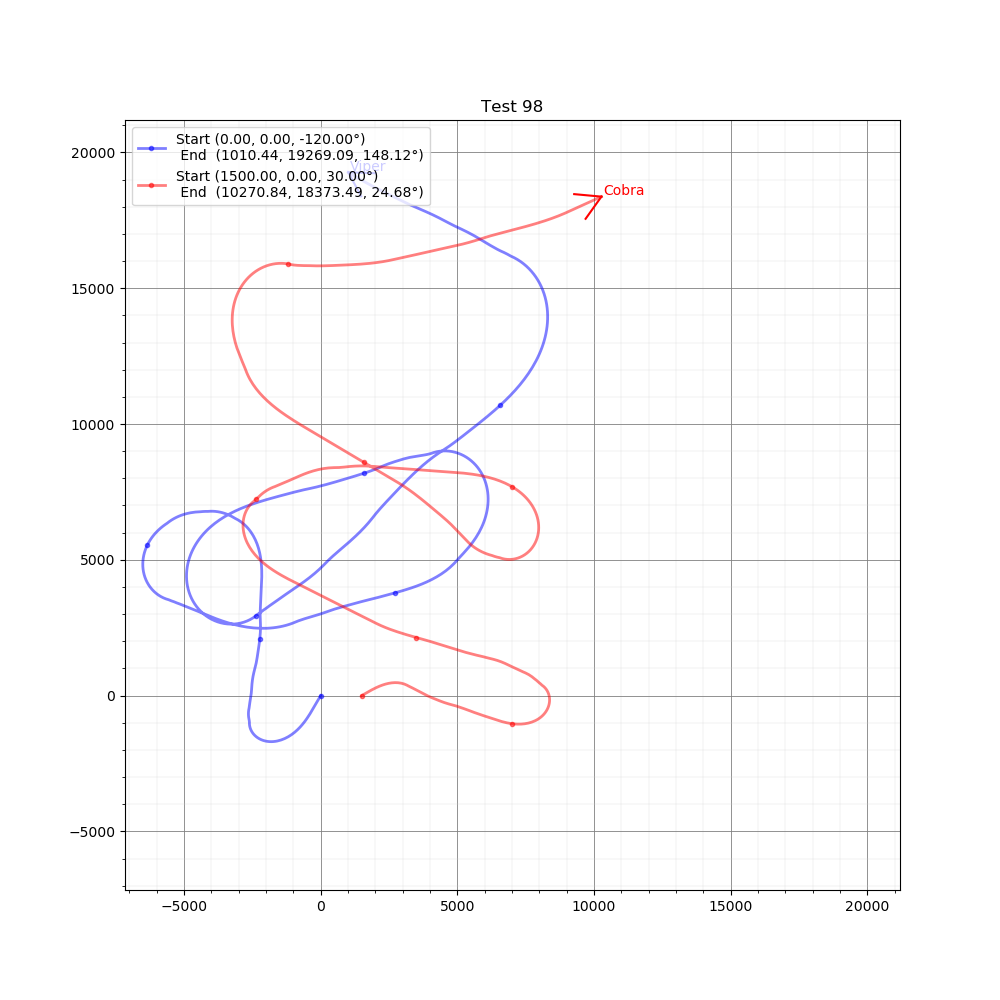 Test 98
Start (0.00, 0.00, -120.00°)
End (1010.44, 19269.09, 148.12°)
Start (1500.00, 0.00, 30.00°)
End (10270.84, 18373.49, 24.68°)
Viper
Cobra
20000
15000
10000
5000
0
−5000
−5000 0 5000 10000 15000 20000